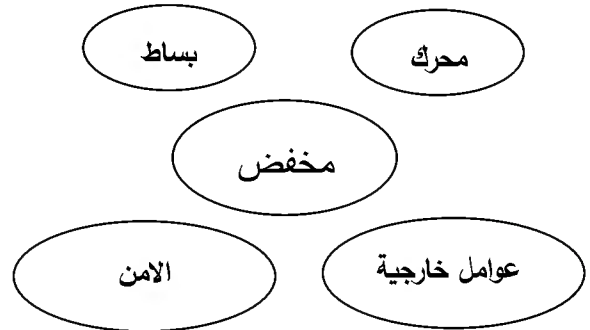 محرك
بساط
مخفض
عوامل خارجية
الامن